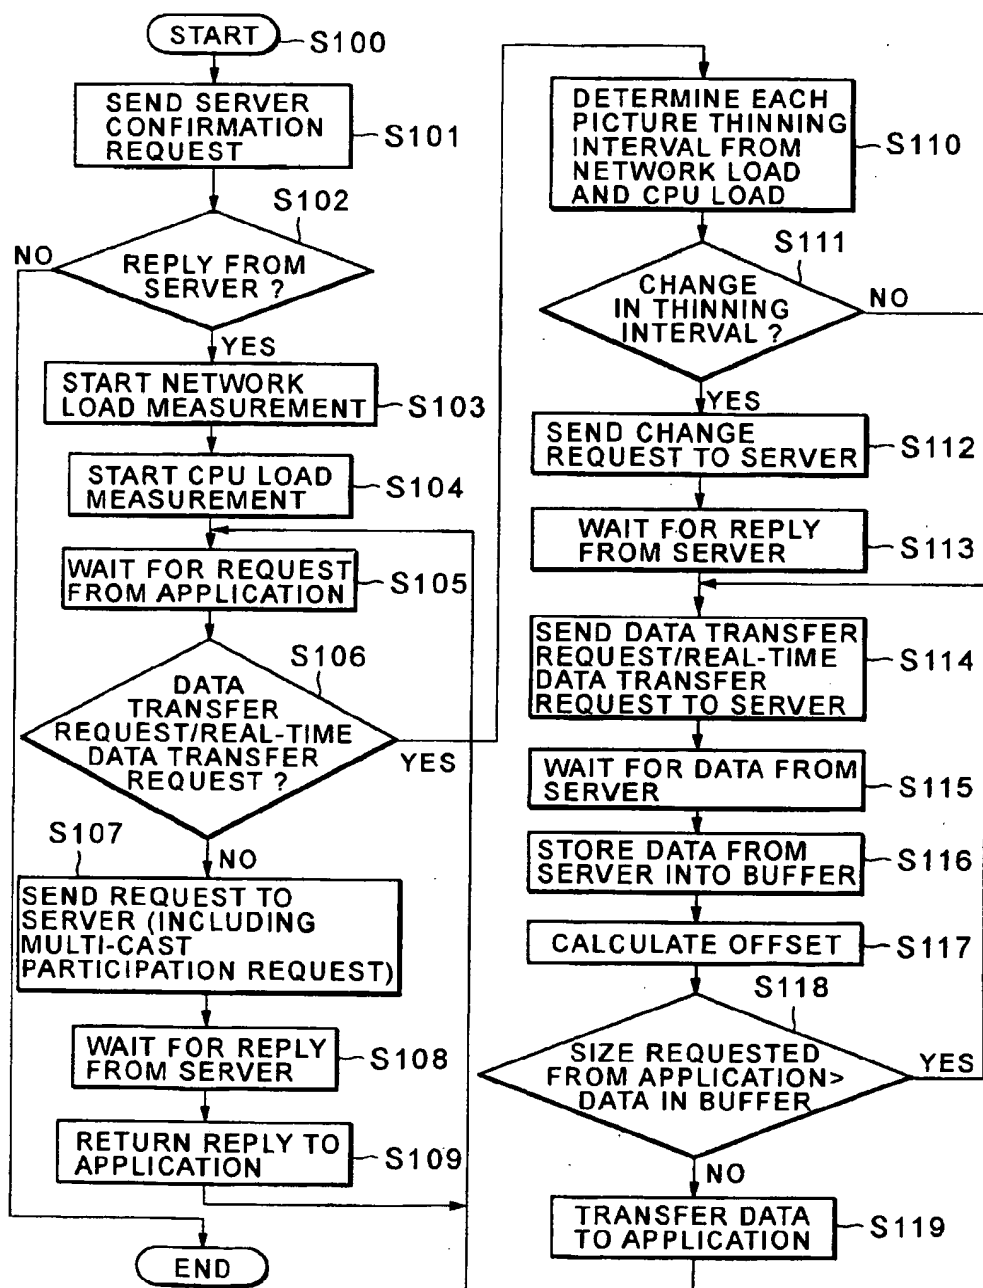 START
S100
SEND SERVER
CONFIRMATION
REQUEST
S101
S102
NO
REPLY FROM
SERVER ?
YES
START NETWORK
LOAD MEASUREMENT
S103
START CPU LOAD
MEASUREMENT
S104
WAIT FOR REQUEST
FROM APPLICATION
S105
S106
DATA
TRANSFER
REQUEST/REAL-TIME
DATA TRANSFER
REQUEST ?
YES
S107
NO
SEND REQUEST TO
SERVER (INCLUDING
MULTI-CAST
PARTICIPATION REQUEST)
WAIT FOR REPLY
FROM SERVER
S108
RETURN REPLY TO
APPLICATION
S109
END
DETERMINE EACH
PICTURE THINNING
INTERVAL FROM
NETWORK LOAD
AND CPU LOAD
S110
S111
CHANGE
IN THINNING
INTERVAL ?
NO
YES
SEND CHANGE
REQUEST TO SERVER
S112
WAIT FOR REPLY
FROM SERVER
S113
SEND DATA TRANSFER
REQUEST/REAL-TIME
DATA TRANSFER
REQUEST TO SERVER
S114
WAIT FOR DATA FROM
SERVER
S115
STORE DATA FROM
SERVER INTO BUFFER
S116
CALCULATE OFFSET
S117
S118
SIZE REQUESTED
FROM APPLICATION>
DATA IN BUFFER
YES
NO
TRANSFER DATA
TO APPLICATION
S119